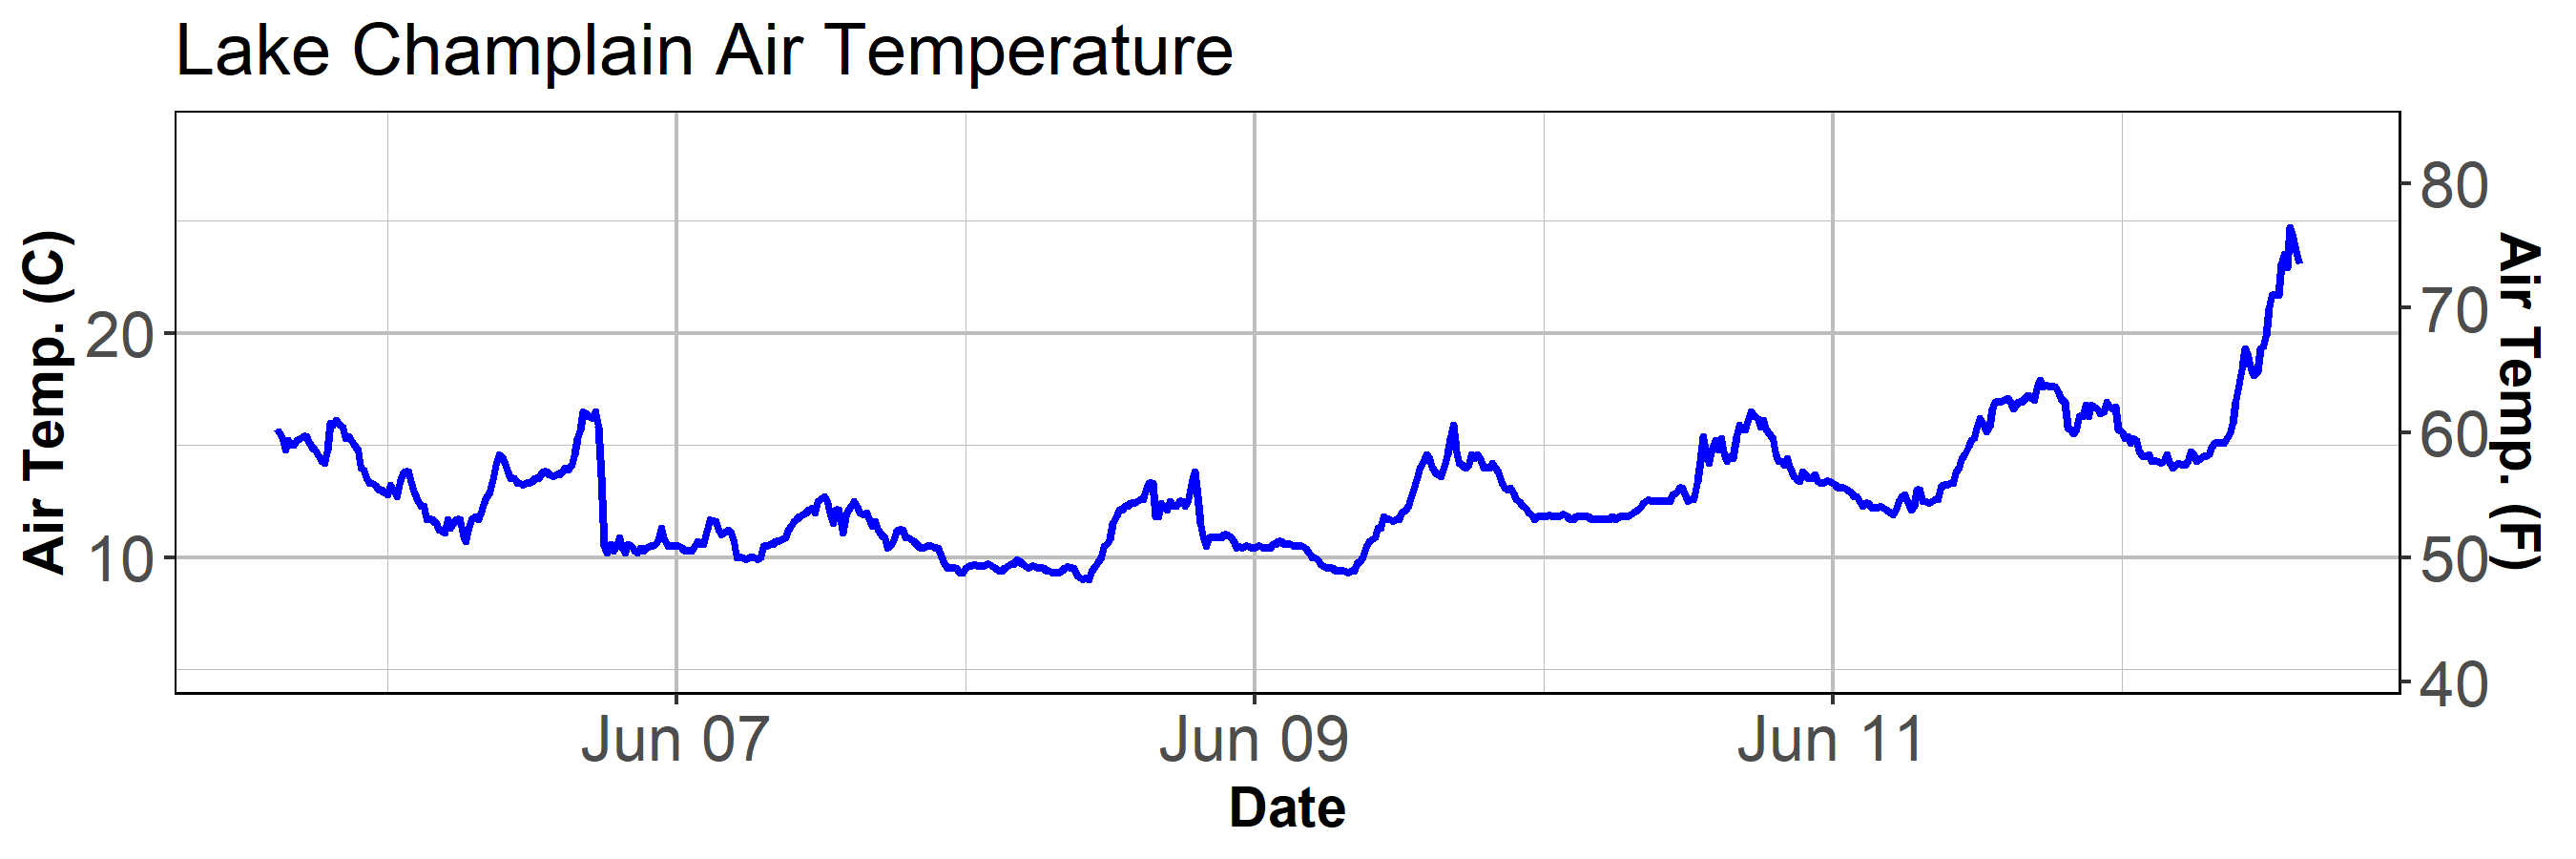 Lake Champlain Air Temperature
Air Temp. (C)
20
10
80
70
60
50
40
Air Temp. (F)
Jun 07
Jun 09
Jun 11
Date